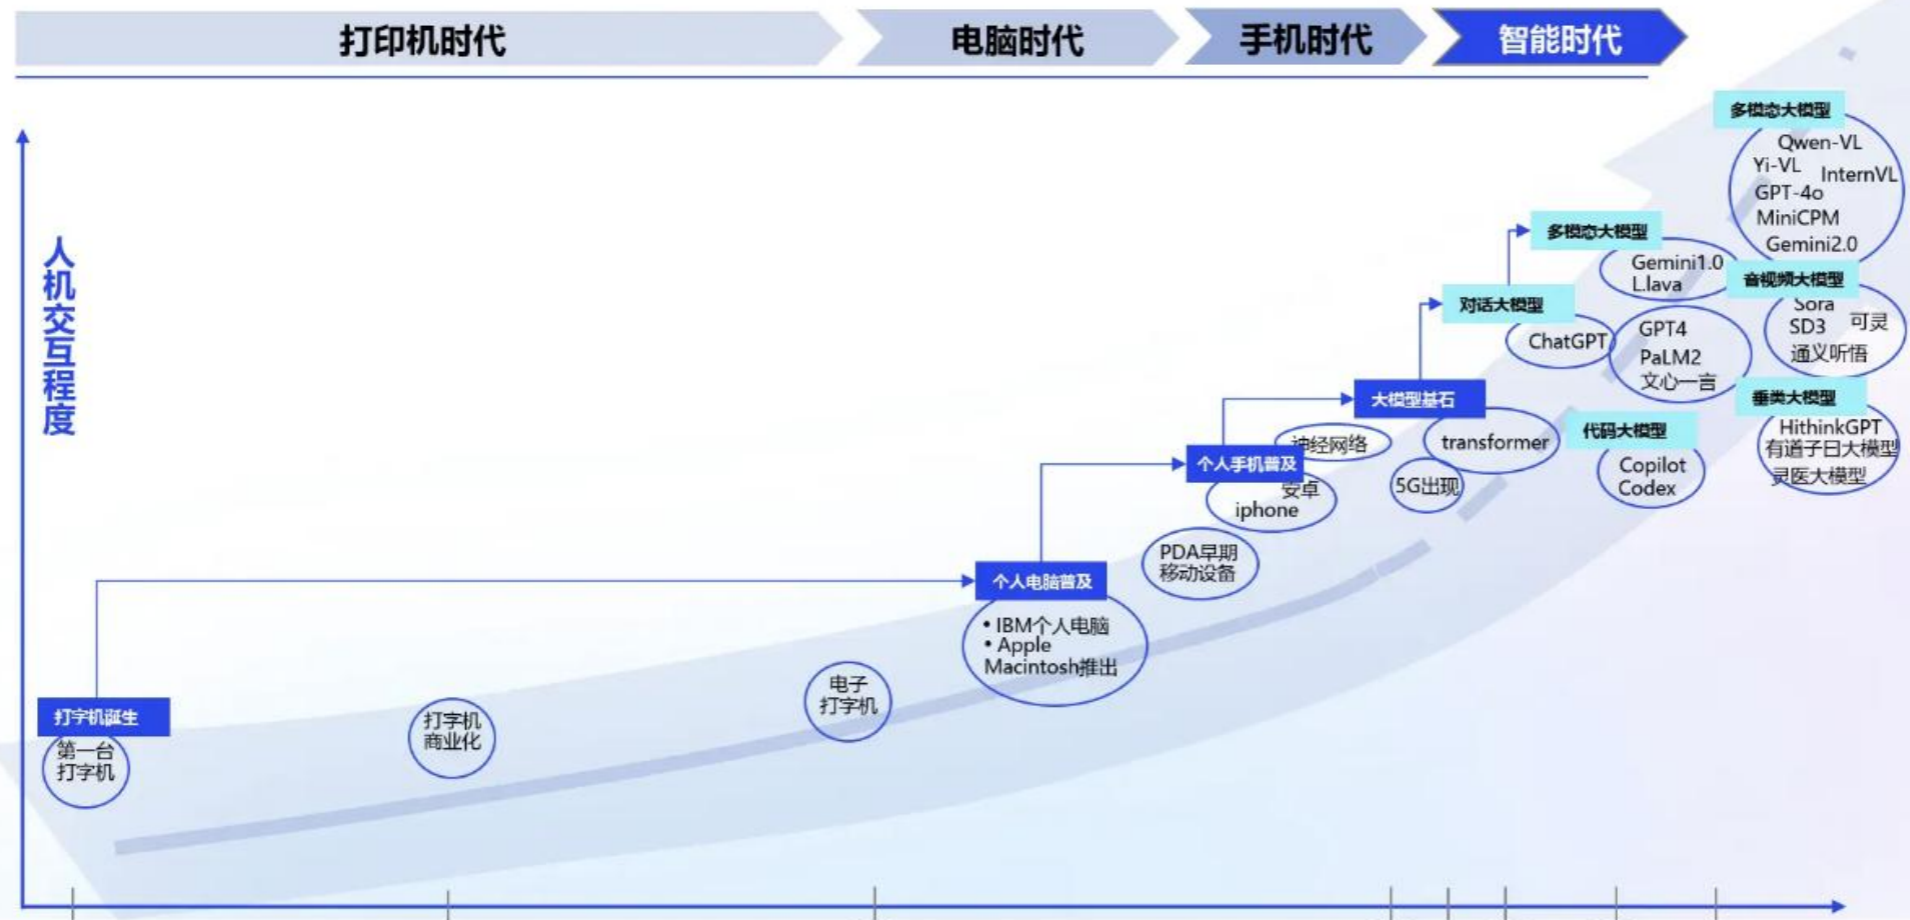 打印机时代
电脑时代
手机时代
智能时代
人机交互程度
打字机诞生
第一台
打字机
打字机
商业化
电子
打字机
个人电脑普及
• IBM个人电脑
• Apple
Macintosh推出
PDA早期
移动设备
个人手机普及
安卓
iphone
神经网络
大模型基石
transformer
5G出现
对话大模型
ChatGPT
多模态大模型
Gemini1.0
Llava
GPT4
PaLM2
文心一言
代码大模型
Copilot
Codex
多模态大模型
Qwen-VL
Yi-VL
InternVL
GPT-4o
MiniCPM
Gemini2.0
音视频大模型
Sora
SD3
可灵
通义听悟
垂类大模型
HithinkGPT
有道子日大模型
灵医大模型